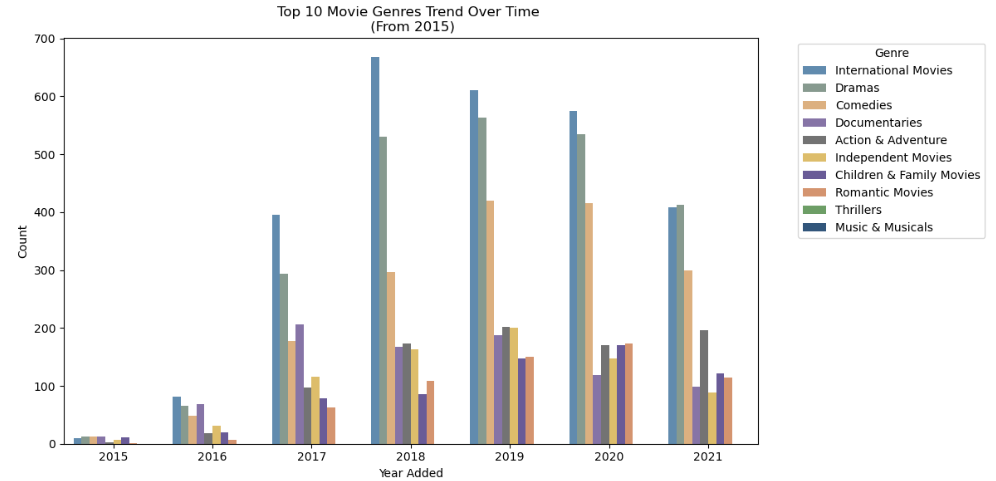 Top 10 Movie Genres Trend Over Time
(From 2015)
Count
700
600
500
400
300
200
100
0
2015 2016 2017 2018 2019 2020 2021
Year Added
Genre
International Movies
Dramas
Comedies
Documentaries
Action & Adventure
Independent Movies
Children & Family Movies
Romantic Movies
Thrillers
Music & Musicals